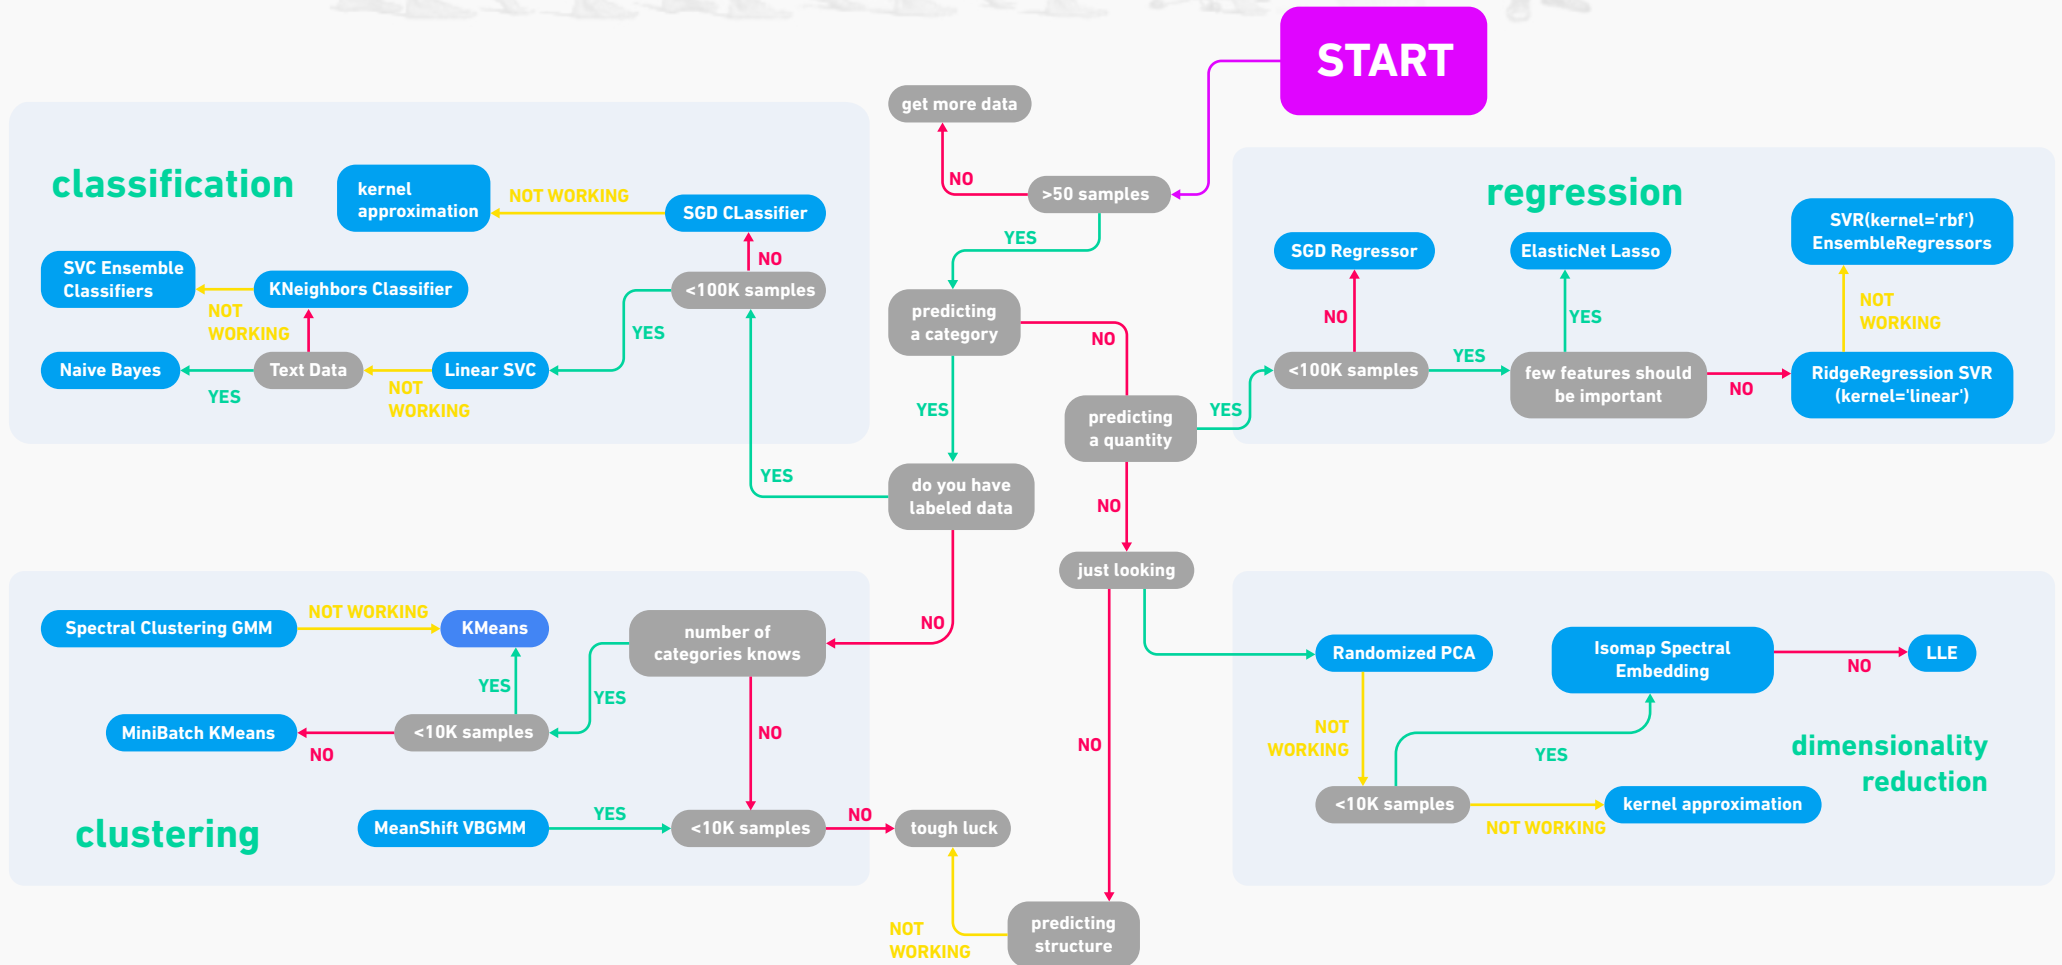 START
get more data
NO
>50 samples
YES
predicting
a category
NO
YES
predicting
a quantity
YES
NO
do you have
labeled data
YES
NO
just looking
NO
tough luck
NOT
WORKING
predicting
structure
classification
kernel
approximation
NOT WORKING
SGD CLassifier
NO
<100K samples
SVC Ensemble
Classifiers
KNeighbors Classifier
NOT
WORKING
YES
Naive Bayes
YES
Text Data
NOT
WORKING
Linear SVC
regression
SGD Regressor
ElasticNet Lasso
SVR(kernel='rbf')
EnsembleRegressors
NO
YES
NOT
WORKING
<100K samples
YES
few features should
be important
NO
RidgeRegression SVR
(kernel='linear')
Spectral Clustering GMM
NOT WORKING
KMeans
number of
categories knows
YES
YES
MiniBatch KMeans
NO
<10K samples
NO
clustering
MeanShift VBGMM
YES
<10K samples
NO
Randomized PCA
Isomap Spectral
Embedding
NO
LLE
NOT
WORKING
YES
dimensionality
reduction
<10K samples
NOT WORKING
kernel approximation